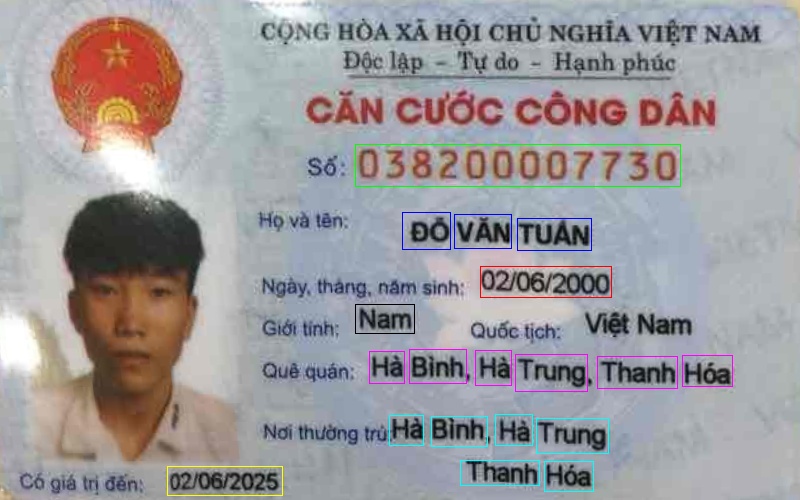 CỘNG HÒA XÃ HỘI CHỦ NGHĨA VIỆT NAM
Độc lập - Tự do - Hạnh phúc
CĂN CƯỚC CÔNG DÂN
Số: 038200007730
Họ và tên: ĐỖ VĂN TUẤN
Ngày, tháng, năm sinh: 02/06/2000
Giới tính: Nam Quốc tịch: Việt Nam
Quê quán: Hà Bình, Hà Trung, Thanh Hóa
Nơi thường trú: Hà Bình, Hà Trung
Thanh Hóa
Có giá trị đến: 02/06/2025